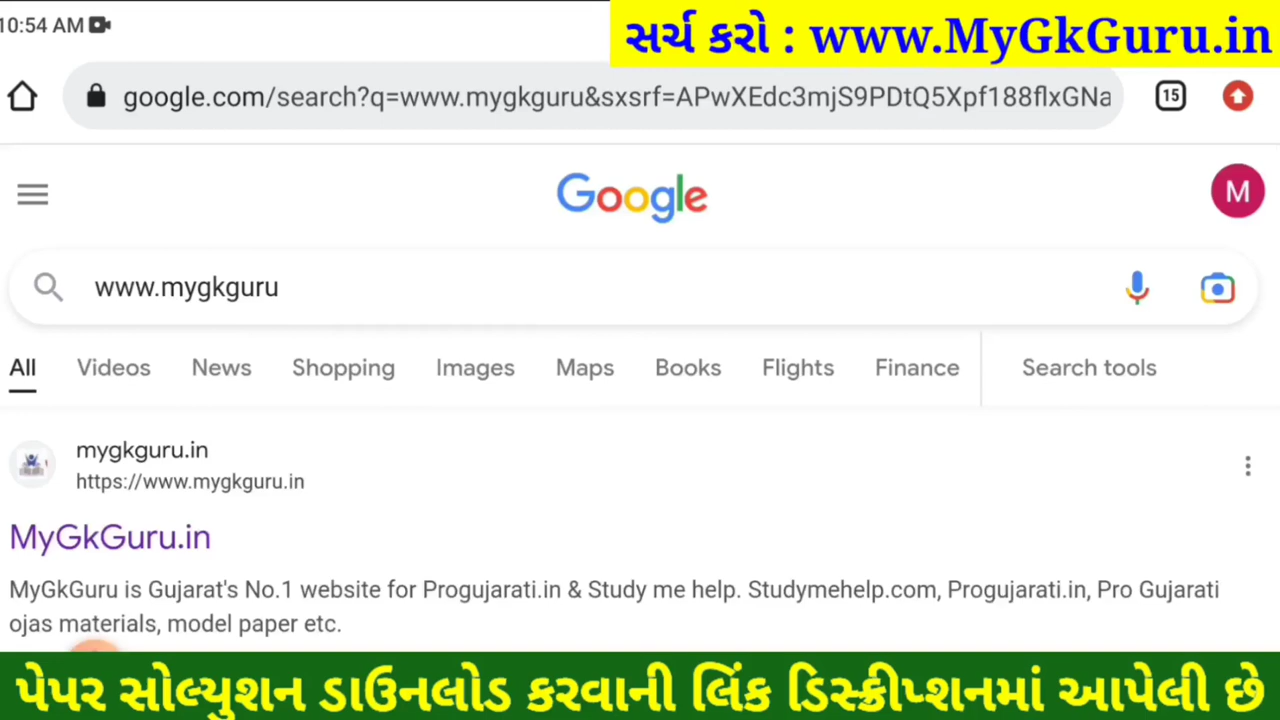 10:54 AM
સર્ચ કરો : www.MyGkGuru.in
google.com/search?q=www.mygkguru&sxsrf=APwXEdc3mjS9PDtQ5Xpf188flxGNa
15
Google
M
www.mygkguru
All Videos News Shopping Images Maps Books Flights Finance Search tools
mygkguru.in
https://www.mygkguru.in
MyGkGuru.in
MyGkGuru is Gujarat's No.1 website for Progujarati.in & Study me help. Studymehelp.com, Progujarati.in, Pro Gujarati
ojas materials, model paper etc.
પેપર સોલ્યુશન ડાઉનલોડ કરવાની લિંક ડિસ્ક્રીપ્શનમાં આપેલી છે